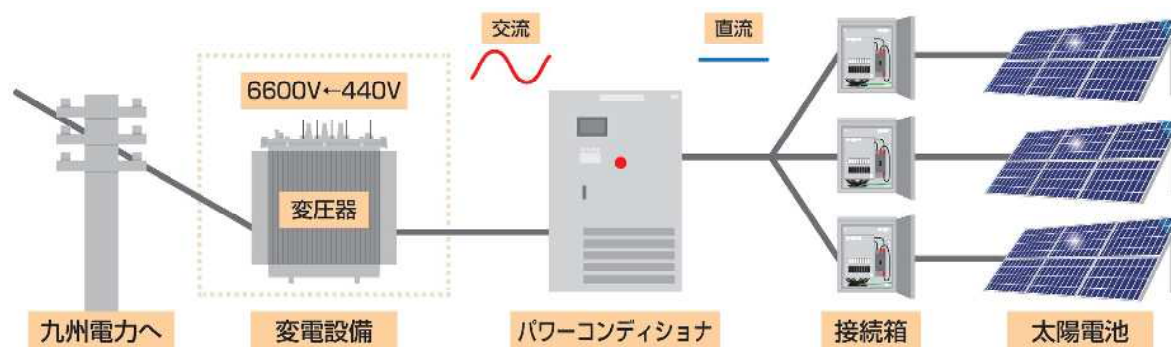 交流
直流
6600V←440V
変圧器
九州電力へ
変電設備
パワーコンディショナ
接続箱
太陽電池